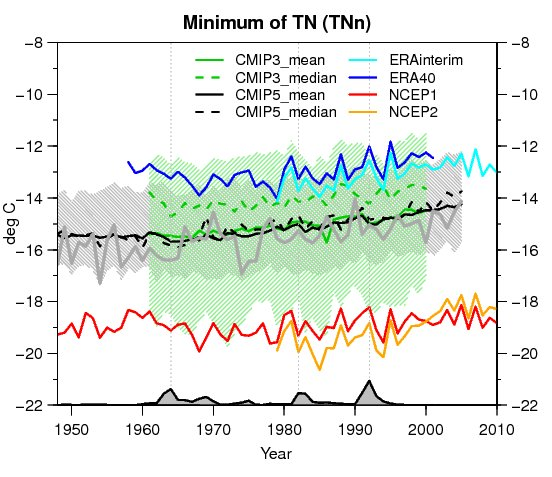 Minimum of TN (TNn)
−8 −8
CMIP3_mean ERAinterim
CMIP3_median ERA40
−10 −10
CMIP5_mean NCEP1
CMIP5_median NCEP2
−12 −12
−14 −14
deg C
−16 −16
−18 −18
−20 −20
−22 −22
1950 1960 1970 1980 1990 2000 2010
Year